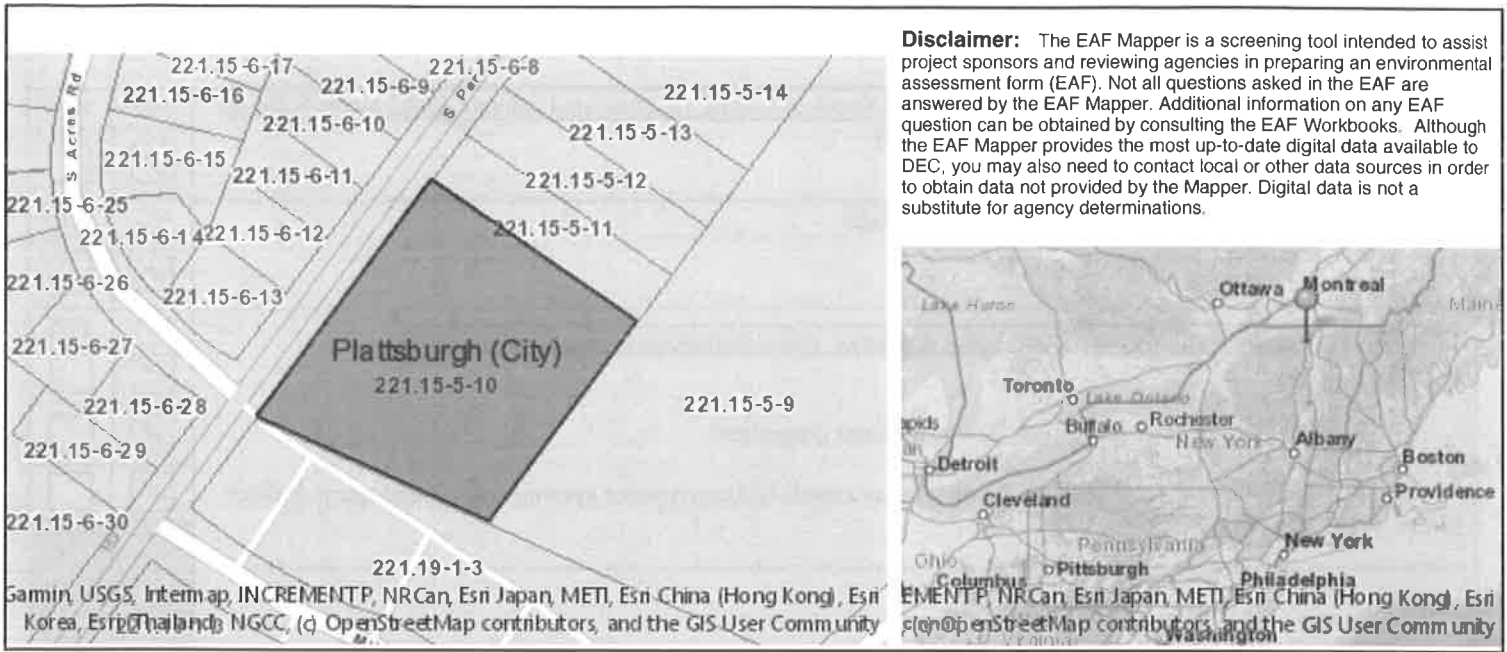 Disclaimer: The EAF Mapper is a screening tool intended to assist
project sponsors and reviewing agencies in preparing an environmental
assessment form (EAF). Not all questions asked in the EAF are
answered by the EAF Mapper. Additional information on any EAF
question can be obtained by consulting the EAF Workbooks. Although
the EAF Mapper provides the most up-to-date digital data available to
DEC, you may also need to contact local or other data sources in order
to obtain data not provided by the Mapper. Digital data is not a
substitute for agency determinations.
S Acres Rd
221.15-6-17
221.15-6-16
221.15-6-9
221.15-6-8
221.15-6-10
221.15-6-15
221.15-6-11
221.15-6-25
221.15-6-14
221.15-6-12
221.15-6-26
221.15-6-13
221.15-6-27
221.15-6-28
221.15-6-29
221.15-6-30
221.15-5-14
221.15-5-13
221.15-5-12
221.15-5-11
Plattsburgh (City)
221.15-5-10
221.15-5-9
221.19-1-3
Garmin, USGS, Intermap, INCREMENTP, NRCan, Esri Japan, METI, Esri China (Hong Kong), Esri
Korea, Esri (Thailand), NGCC, (c) OpenStreetMap contributors, and the GIS User Community
Ottawa
Montreal
Lake Huron
Maine
Toronto
Lake Ontario
Buffalo
Rochester
New York
Albany
Detroit
Boston
Cleveland
Providence
Pennsylvania
New York
Ohio
Columbus
Pittsburgh
Philadelphia
EMENTP, NRCan, Esri Japan, METI, Esri China (Hong Kong), Esri
OpenStreetMap contributors, and the GIS User Community
Washington